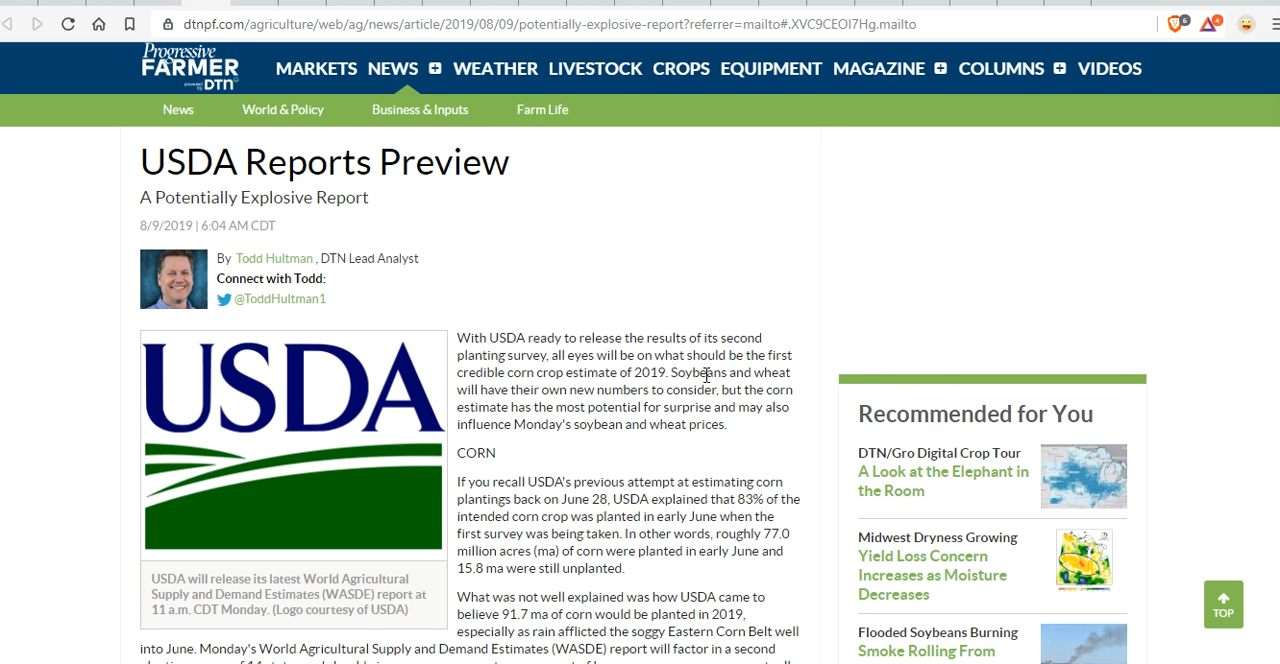 dtnpf.com/agriculture/web/ag/news/article/2019/08/09/potentially-explosive-report?referrer=mailto#.XVC9CEOI7Hg.mailto
6
4
Progressive
FARMER
powered by DTN
MARKETS NEWS WEATHER LIVESTOCK CROPS EQUIPMENT MAGAZINE COLUMNS VIDEOS
News World & Policy Business & Inputs Farm Life
USDA Reports Preview
A Potentially Explosive Report
8/9/2019 | 6:04 AM CDT
By Todd Hultman , DTN Lead Analyst
Connect with Todd:
@ToddHultman1
USDA
USDA will release its latest World Agricultural
Supply and Demand Estimates (WASDE) report at
11 a.m. CDT Monday. (Logo courtesy of USDA)
With USDA ready to release the results of its second
planting survey, all eyes will be on what should be the first
credible corn crop estimate of 2019. Soybeans and wheat
will have their own new numbers to consider, but the corn
estimate has the most potential for surprise and may also
influence Monday's soybean and wheat prices.
CORN
If you recall USDA's previous attempt at estimating corn
plantings back on June 28, USDA explained that 83% of the
intended corn crop was planted in early June when the
first survey was being taken. In other words, roughly 77.0
million acres (ma) of corn were planted in early June and
15.8 ma were still unplanted.
What was not well explained was how USDA came to
believe 91.7 ma of corn would be planted in 2019,
especially as rain afflicted the soggy Eastern Corn Belt well
into June. Monday's World Agricultural Supply and Demand Estimates (WASDE) report will factor in a second
Recommended for You
DTN/Gro Digital Crop Tour
A Look at the Elephant in
the Room
Midwest Dryness Growing
Yield Loss Concern
Increases as Moisture
Decreases
Flooded Soybeans Burning
Smoke Rolling From
TOP